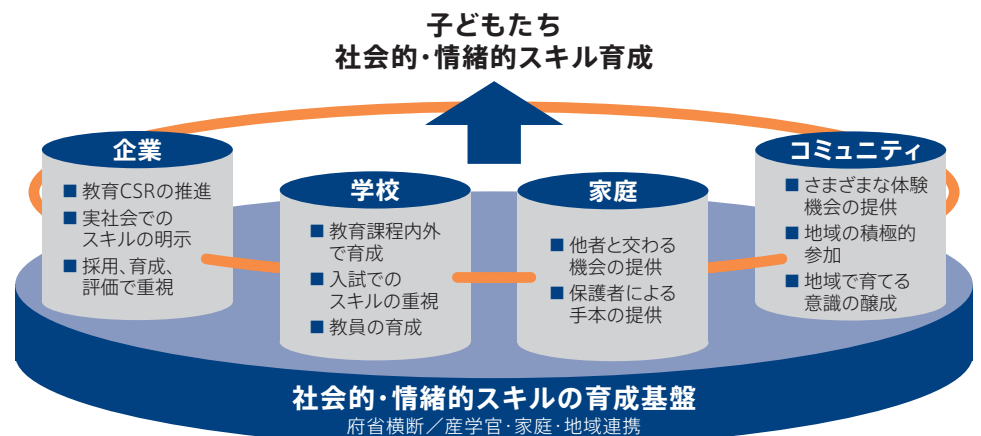 子どもたち
社会的・情緒的スキル育成
企業
■ 教育CSRの推進
■ 実社会での
スキルの明示
■ 採用、育成、
評価で重視
学校
■ 教育課程内外
で育成
■ 入試での
スキルの重視
■ 教員の育成
家庭
■ 他者と交わる
機会の提供
■ 保護者による
手本の提供
コミュニティ
■ さまざまな体験
機会の提供
■ 地域の積極的
参加
■ 地域で育てる
意識の醸成
社会的・情緒的スキルの育成基盤
府省横断／産学官・家庭・地域連携